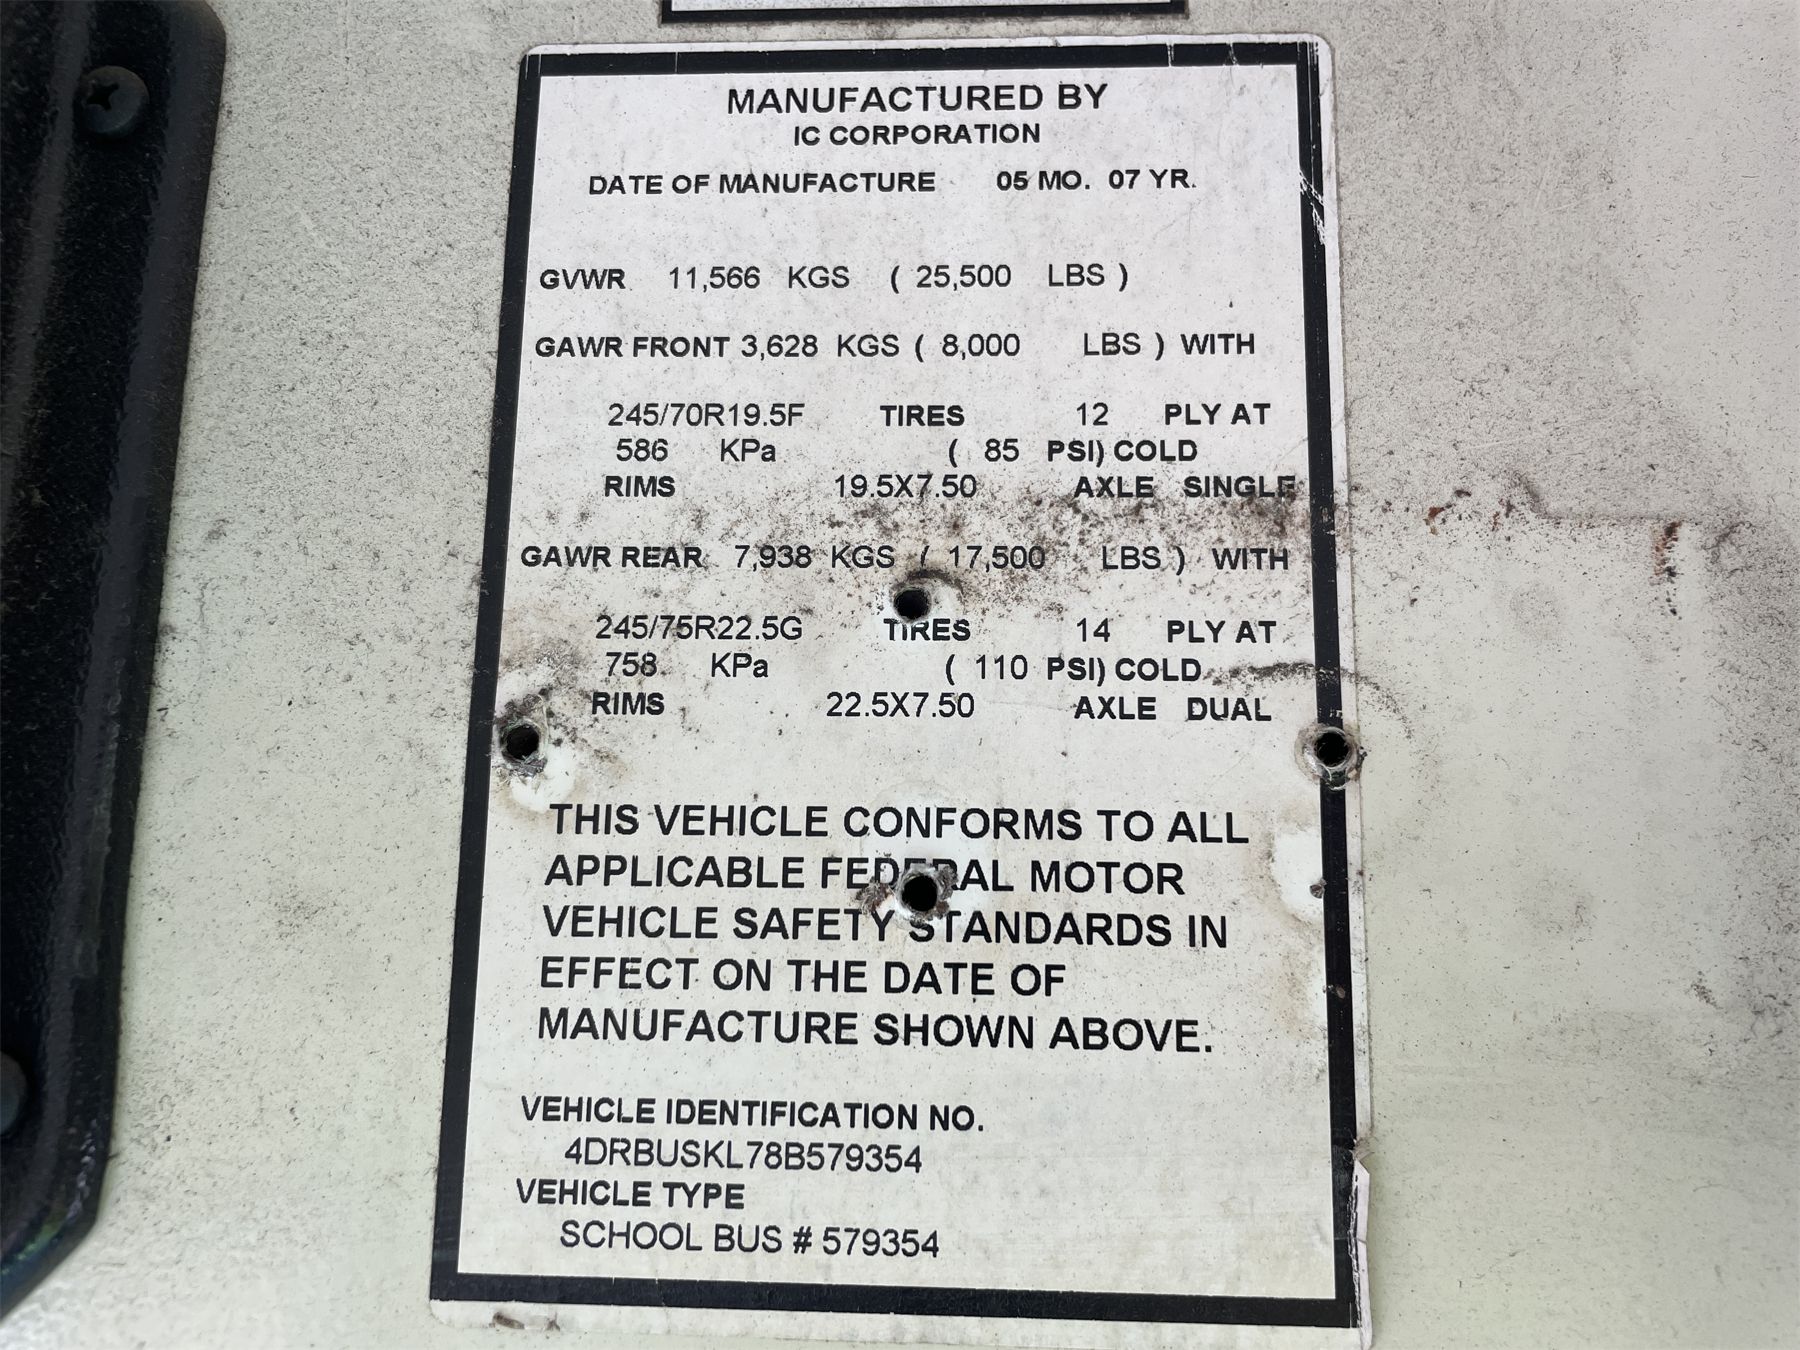 MANUFACTURED BY
IC CORPORATION
DATE OF MANUFACTURE 05 MO. 07 YR.
GVWR 11,566 KGS ( 25,500 LBS )
GAWR FRONT 3,628 KGS ( 8,000 LBS ) WITH
245/70R19.5F TIRES 12 PLY AT
586 KPa ( 85 PSI) COLD
RIMS 19.5X7.50 AXLE SINGLE
GAWR REAR 7,938 KGS ( 17,500 LBS ) WITH
245/75R22.5G TIRES 14 PLY AT
758 KPa ( 110 PSI) COLD
RIMS 22.5X7.50 AXLE DUAL
THIS VEHICLE CONFORMS TO ALL
APPLICABLE FEDERAL MOTOR
VEHICLE SAFETY STANDARDS IN
EFFECT ON THE DATE OF
MANUFACTURE SHOWN ABOVE.
VEHICLE IDENTIFICATION NO.
4DRBUSKL78B579354
VEHICLE TYPE
SCHOOL BUS # 579354